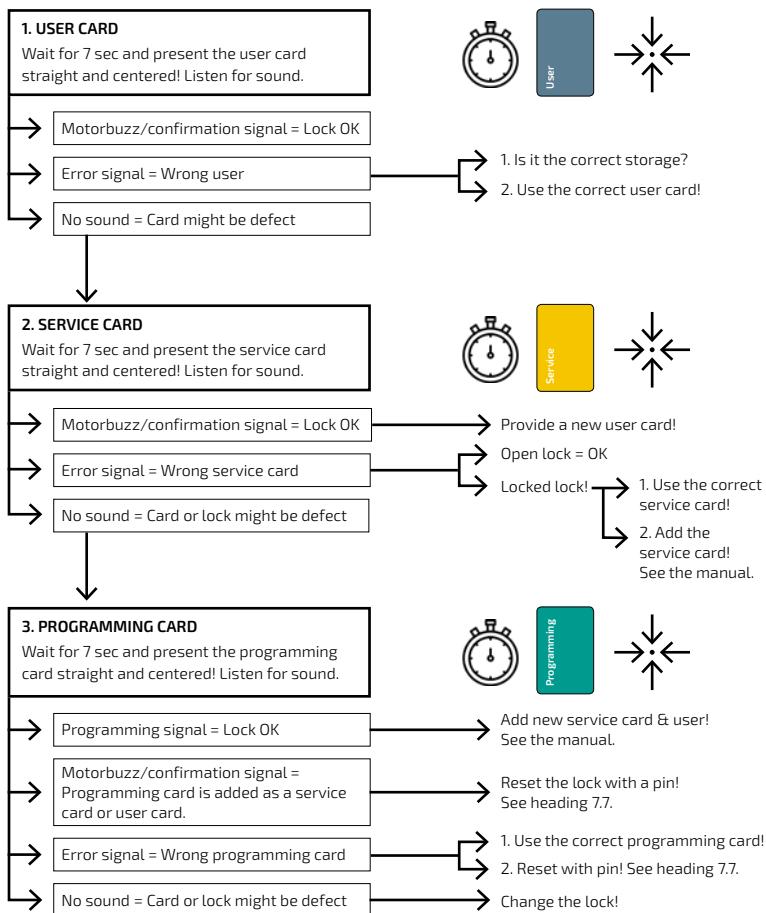 1. USER CARD
Wait for 7 sec and present the user card
straight and centered! Listen for sound.
User
Motorbuzz/confirmation signal = Lock OK
Error signal = Wrong user
1. Is it the correct storage?
2. Use the correct user card!
No sound = Card might be defect
2. SERVICE CARD
Wait for 7 sec and present the service card
straight and centered! Listen for sound.
Service
Motorbuzz/confirmation signal = Lock OK
Provide a new user card!
Error signal = Wrong service card
Open lock = OK
Locked lock!
1. Use the correct
service card!
2. Add the
service card!
See the manual.
No sound = Card or lock might be defect
3. PROGRAMMING CARD
Wait for 7 sec and present the programming
card straight and centered! Listen for sound.
Programming
Programming signal = Lock OK
Add new service card & user!
See the manual.
Motorbuzz/confirmation signal =
Programming card is added as a service
card or user card.
Reset the lock with a pin!
See heading 7.7.
Error signal = Wrong programming card
1. Use the correct programming card!
2. Reset with pin! See heading 7.7.
No sound = Card or lock might be defect
Change the lock!